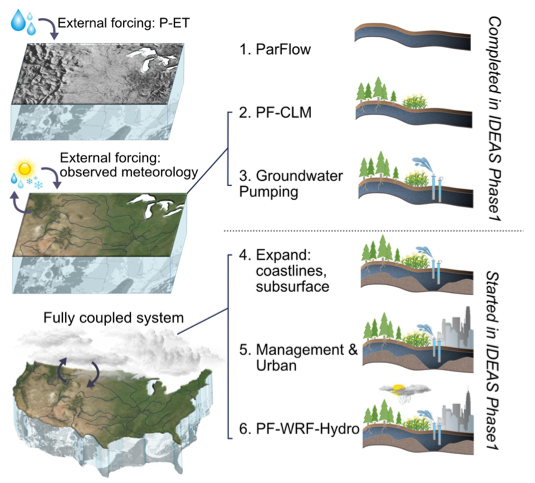 External forcing: P-ET
1. ParFlow
2. PF-CLM
External forcing:
observed meteorology
3. Groundwater
Pumping
Completed in IDEAS Phase1
4. Expand:
coastlines,
subsurface
Fully coupled system
5. Management &
Urban
6. PF-WRF-Hydro
Started in IDEAS Phase1